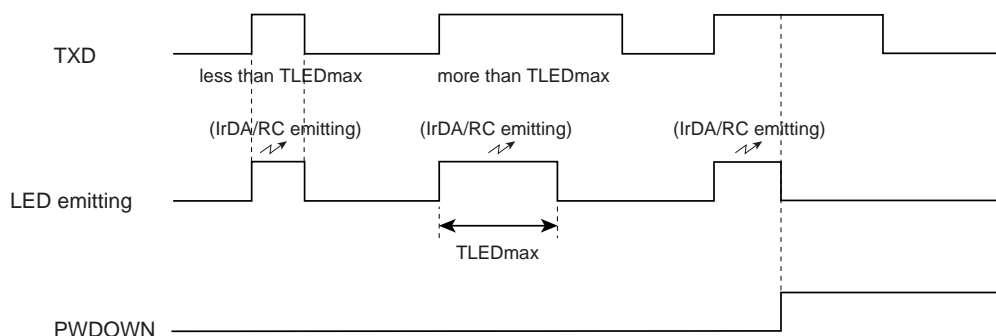 TXD
less than TLEDmax
more than TLEDmax
(IrDA/RC emitting)
(IrDA/RC emitting)
(IrDA/RC emitting)
LED emitting
TLEDmax
PWDOWN